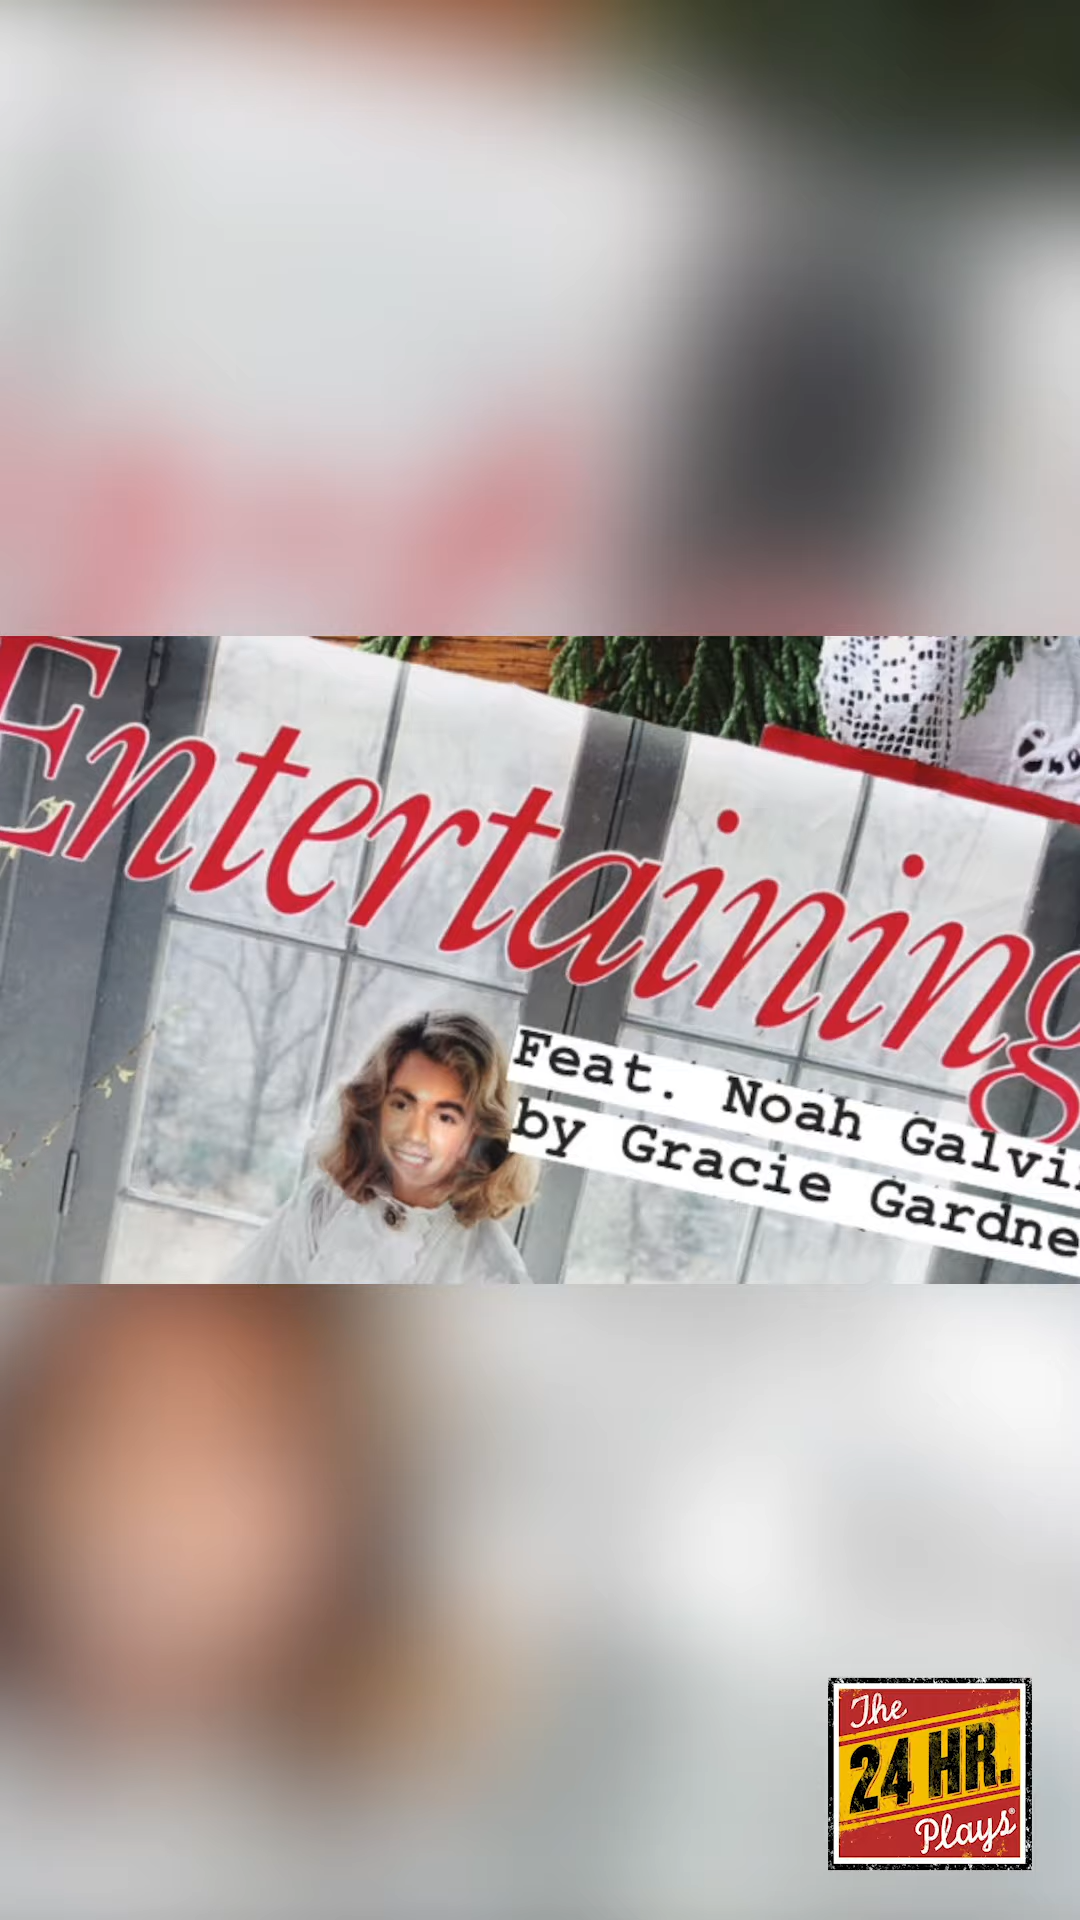 Entertaining
Feat. Noah Galvi
by Gracie Gardne
The
24 HR.
Plays®